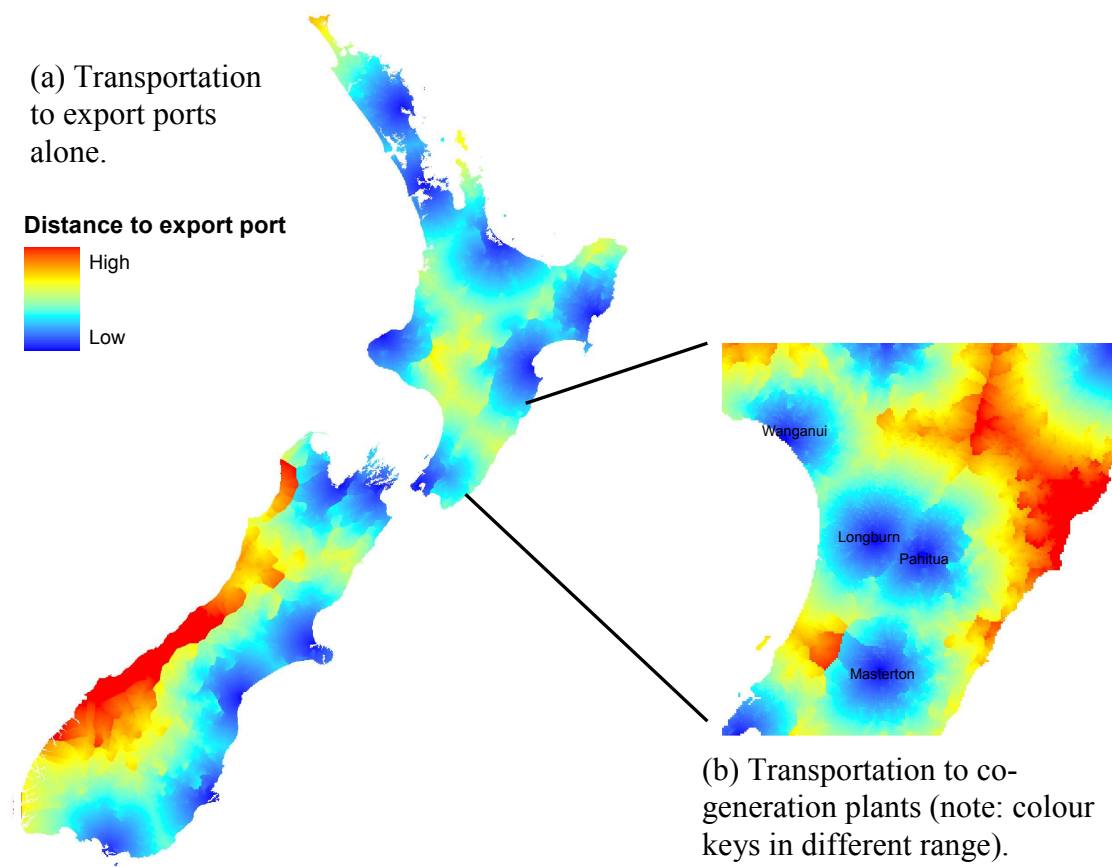 (a) Transportation
to export ports
alone.
Distance to export port
High
Low
Wanganui
Longburn
Pahitua
Masterton
(b) Transportation to co-
generation plants (note: colour
keys in different range).